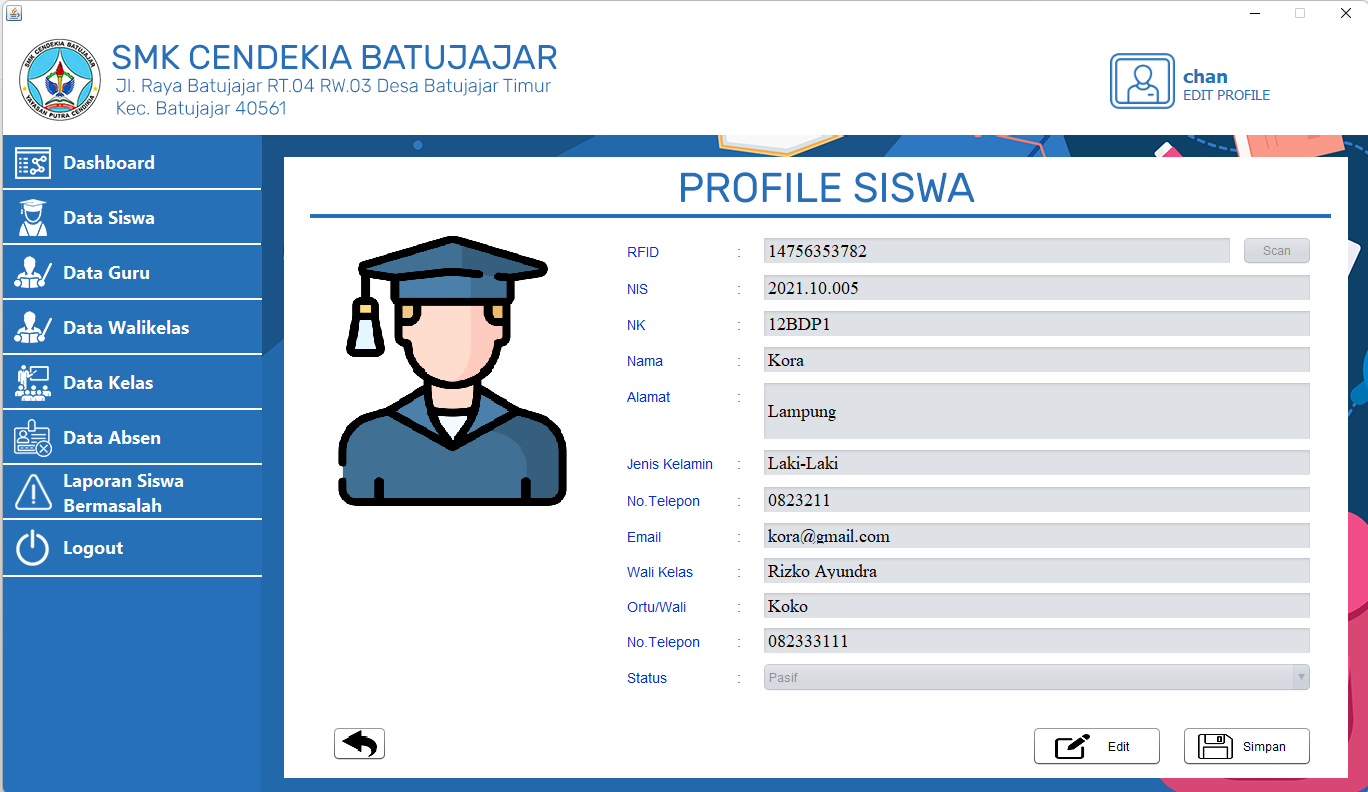 SMK CENDEKIA BATUJAJAR
YAYASAN PUTRA CENDIKIA
SMK CENDEKIA BATUJAJAR
Jl. Raya Batujajar RT.04 RW.03 Desa Batujajar Timur
Kec. Batujajar 40561
chan
EDIT PROFILE
Dashboard
Data Siswa
Data Guru
Data Walikelas
Data Kelas
Data Absen
Laporan Siswa
Bermasalah
Logout
PROFILE SISWA
RFID : 14756353782 Scan
NIS : 2021.10.005
NK : 12BDP1
Nama : Kora
Alamat : Lampung
Jenis Kelamin : Laki-Laki
No.Telepon : 0823211
Email : kora@gmail.com
Wali Kelas : Rizko Ayundra
Ortu/Wali : Koko
No.Telepon : 082333111
Status : Pasif
Edit Simpan